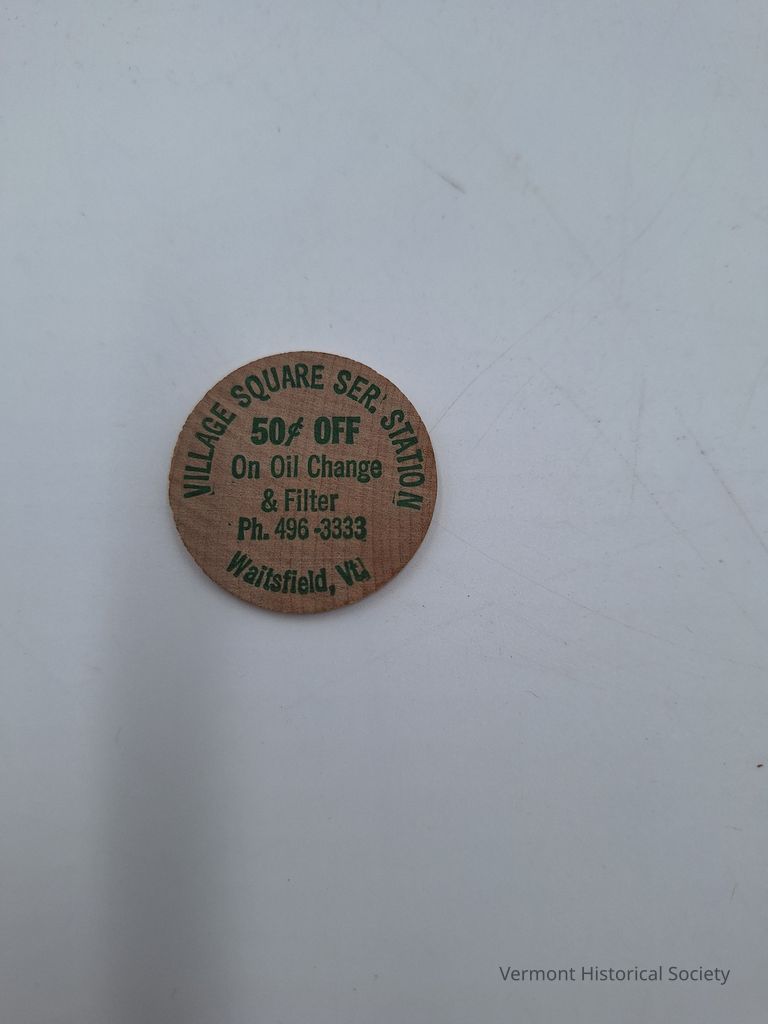 VILLAGE SQUARE SER. STATION
50¢ OFF
On Oil Change
& Filter
Ph. 496-3333
Waitsfield, Vt.
Vermont Historical Society